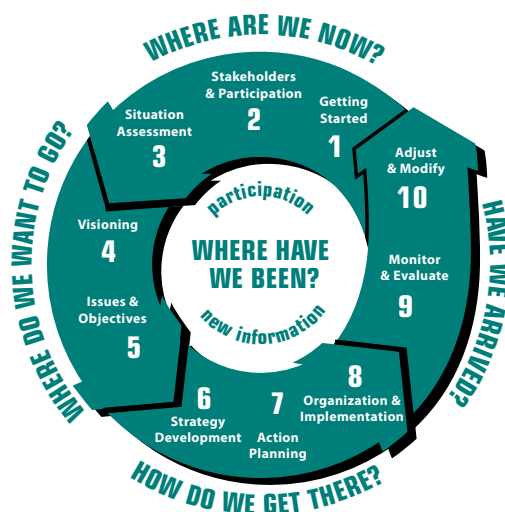 WHERE ARE WE NOW?
Getting
Started
1
Stakeholders
& Participation
2
Situation
Assessment
3
WHERE DO WE WANT TO GO?
Visioning
4
Issues &
Objectives
5
HOW DO WE GET THERE?
6
Strategy
Development
7
Action
Planning
8
Organization &
Implementation
HAVE WE ARRIVED?
Monitor
& Evaluate
9
Adjust
& Modify
10
participation
WHERE HAVE
WE BEEN?
new information